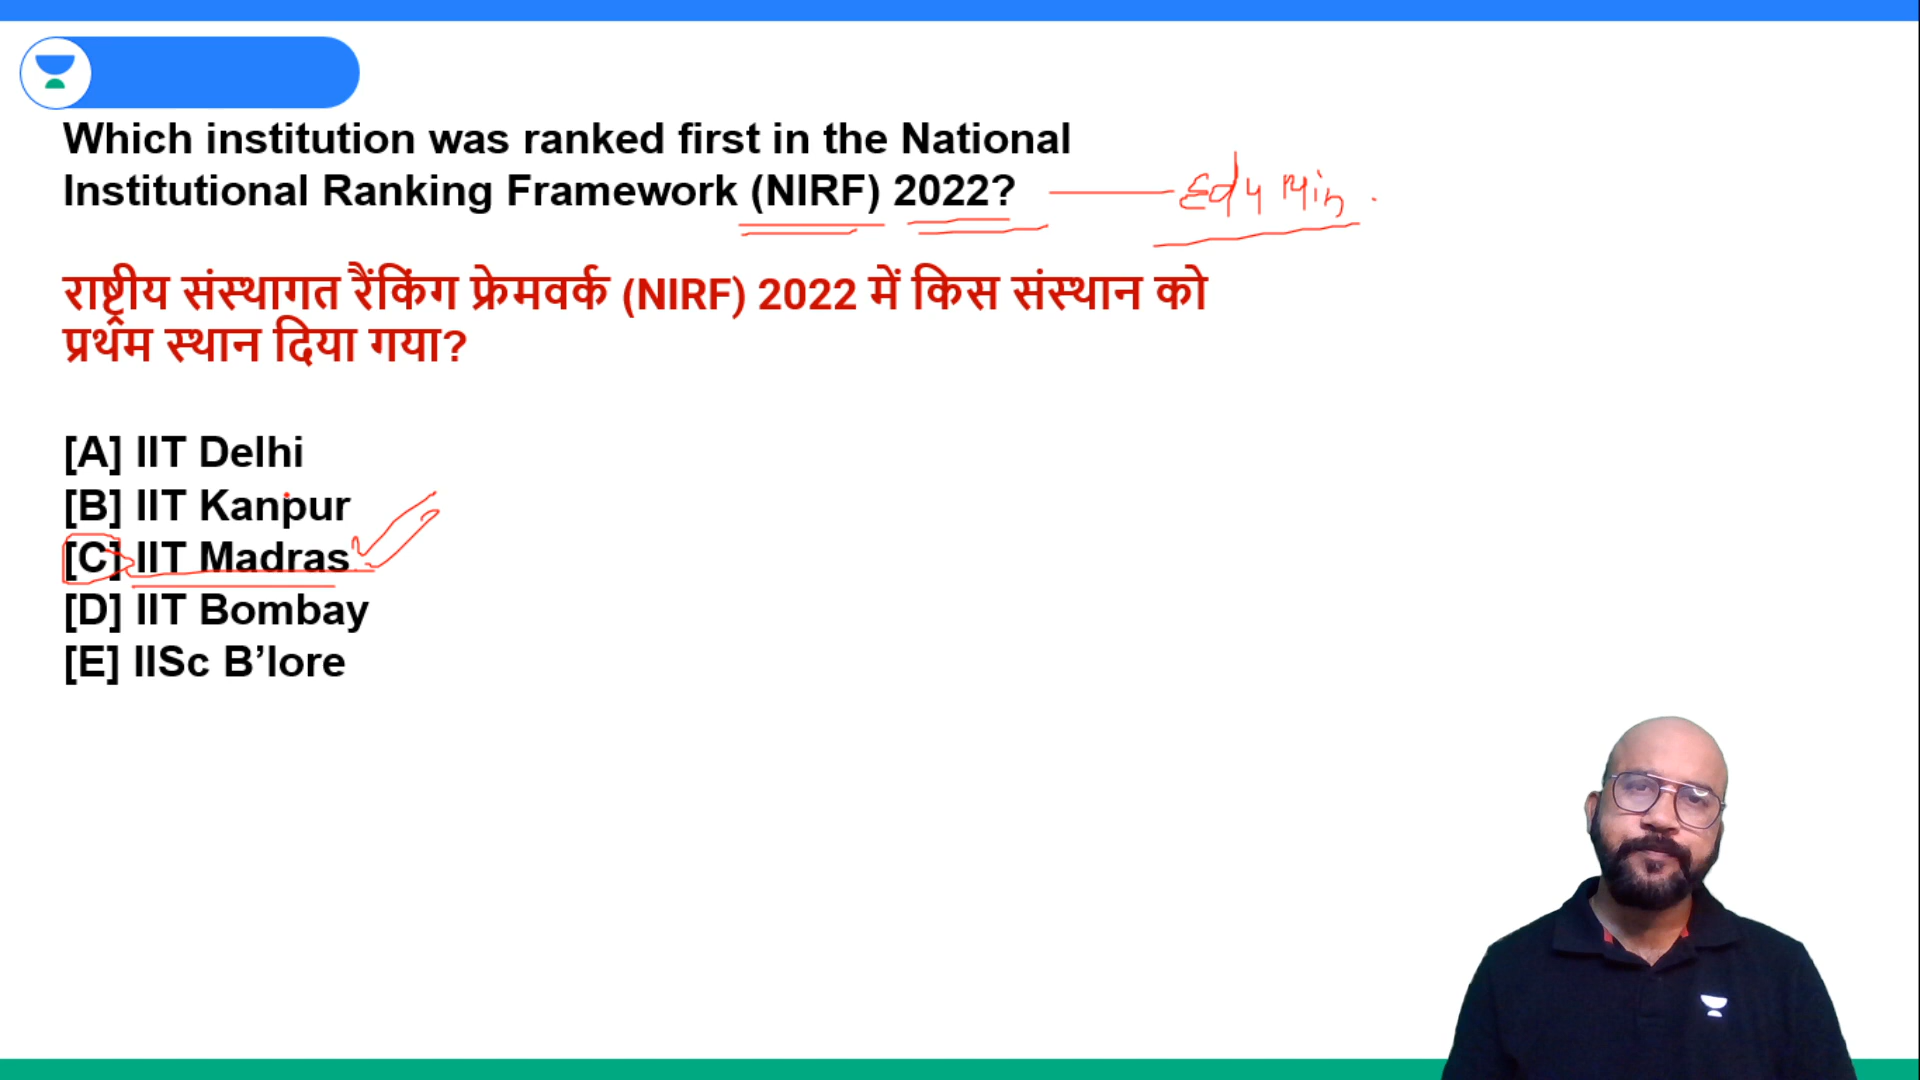 Which institution was ranked first in the National
Institutional Ranking Framework (NIRF) 2022?
Edu Min.
राष्ट्रीय संस्थागत रैंकिंग फ्रेमवर्क (NIRF) 2022 में किस संस्थान को
प्रथम स्थान दिया गया?
[A] IIT Delhi
[B] IIT Kanpur
[C] IIT Madras
[D] IIT Bombay
[E] IISc B’lore